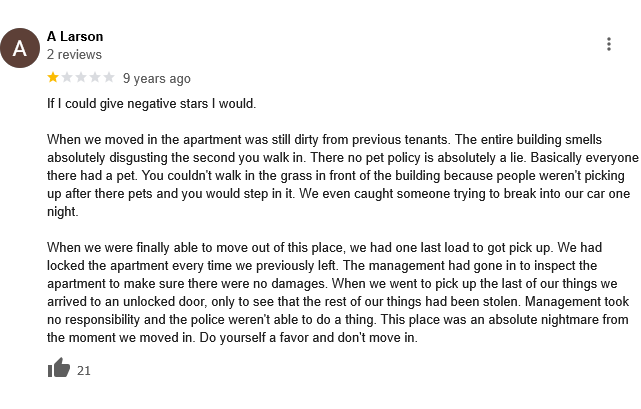 A
A Larson
2 reviews
9 years ago
If I could give negative stars I would.
When we moved in the apartment was still dirty from previous tenants. The entire building smells
absolutely disgusting the second you walk in. There no pet policy is absolutely a lie. Basically everyone
there had a pet. You couldn't walk in the grass in front of the building because people weren't picking
up after there pets and you would step in it. We even caught someone trying to break into our car one
night.
When we were finally able to move out of this place, we had one last load to got pick up. We had
locked the apartment every time we previously left. The management had gone in to inspect the
apartment to make sure there were no damages. When we went to pick up the last of our things we
arrived to an unlocked door, only to see that the rest of our things had been stolen. Management took
no responsibility and the police weren't able to do a thing. This place was an absolute nightmare from
the moment we moved in. Do yourself a favor and don't move in.
21